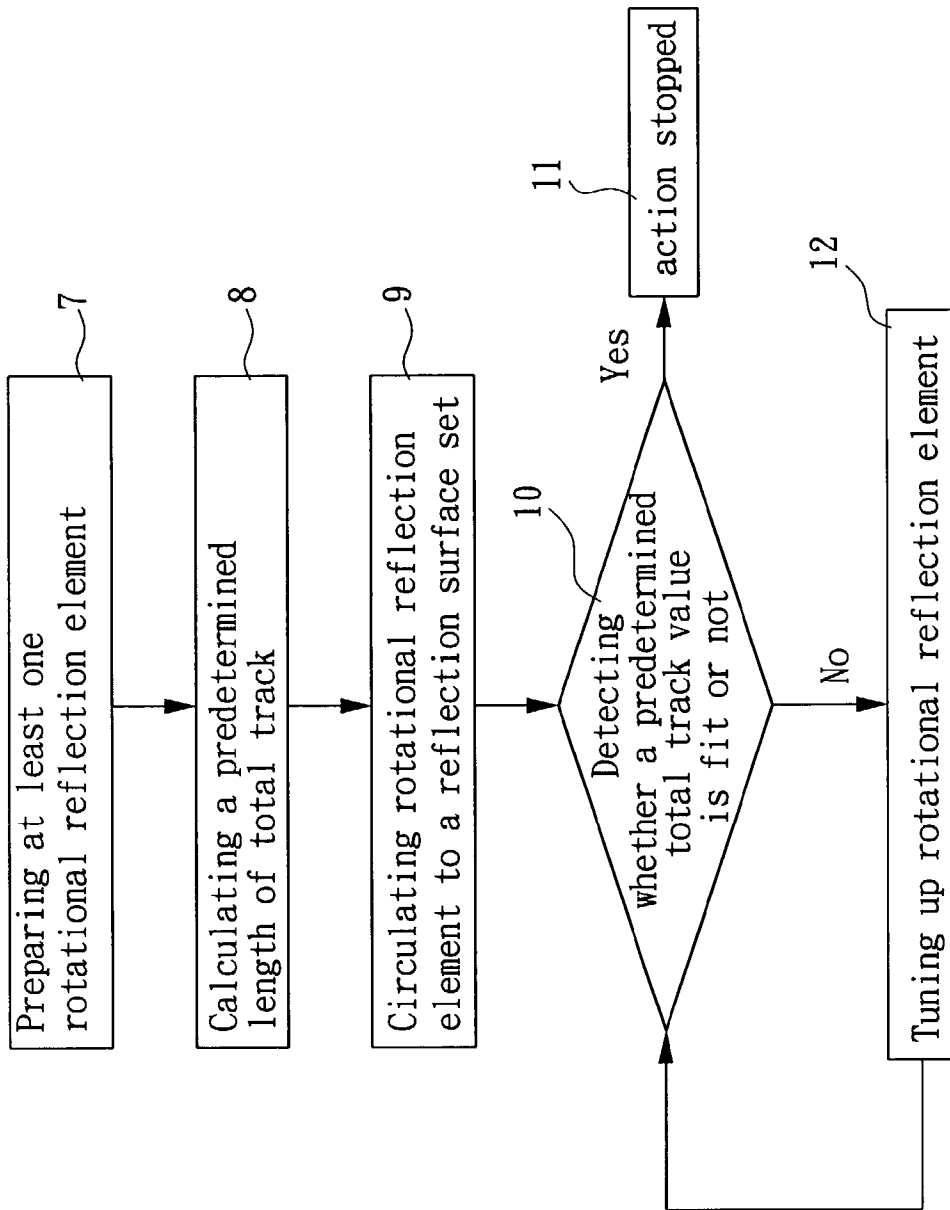 7
Preparing at least one
rotational reflection element
8
Calculating a predetermined
length of total track
9
Circulating rotational reflection
element to a reflection surface set
10
Detecting
whether a predetermined
total track value
is fit or not
Yes
11
action stopped
No
12
Tuning up rotational reflection element